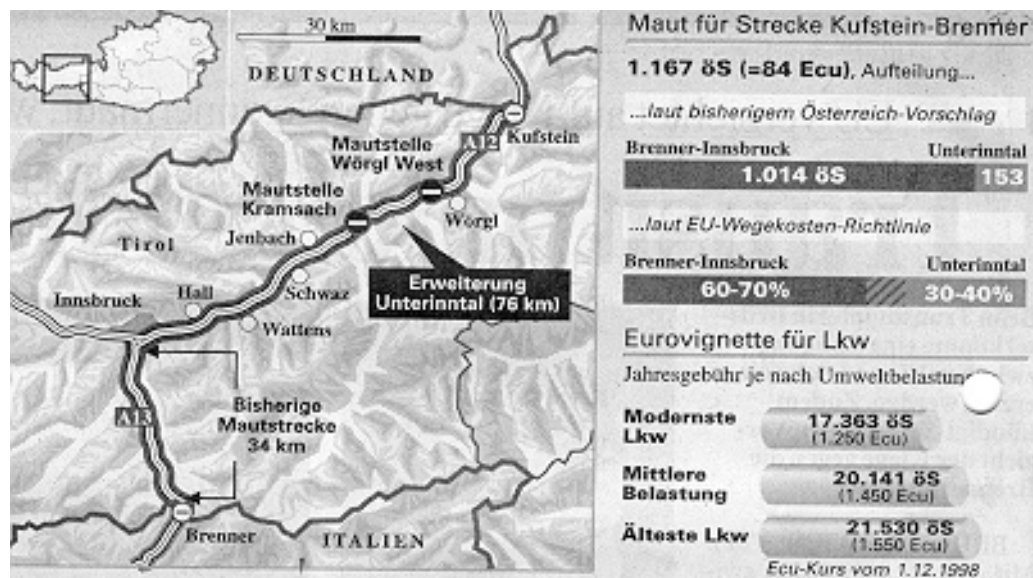 30 km
DEUTSCHLAND
A12
Kufstein
Mautstelle
Wörgl West
Mautstelle
Kramsach
Wörgl
Jenbach
Tirol
Erweiterung
Unterinntal (76 km)
Schwaz
Hall
Innsbruck
Wattens
A13
Bisherige
Mautstrecke
34 km
Brenner
ITALIEN
Maut für Strecke Kufstein-Brenner
1.167 öS (=84 Ecu), Aufteilung...
...laut bisherigem Österreich-Vorschlag
Brenner-Innsbruck Unterinntal
1.014 öS 153
...laut EU-Wegekosten-Richtlinie
Brenner-Innsbruck Unterinntal
60-70% 30-40%
Eurovignette für Lkw
Jahresgebühr je nach Umweltbelastung
Modernste
Lkw
17.363 öS
(1.250 Ecu)
Mittlere
Belastung
20.141 öS
(1.450 Ecu)
Älteste Lkw
21.530 öS
(1.550 Ecu)
Ecu-Kurs vom 1.12.1998